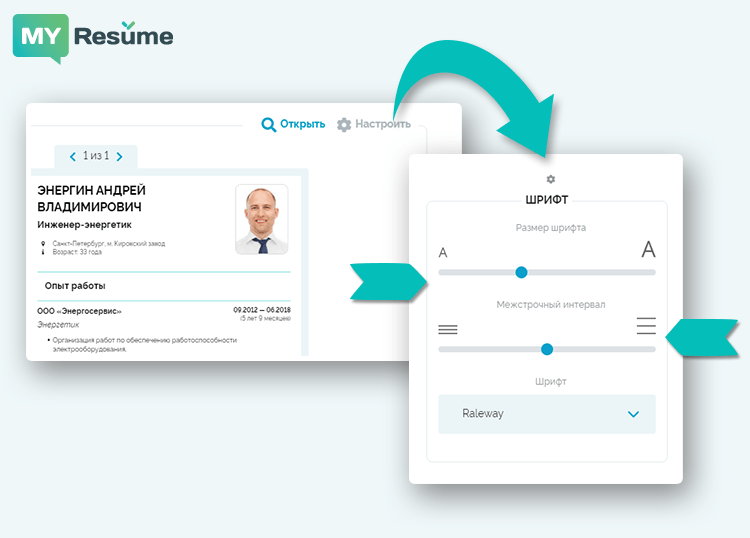 MY Resume
Открыть Настроить
1 из 1
ЭНЕРГИН АНДРЕЙ
ВЛАДИМИРОВИЧ
Инженер-энергетик
Санкт-Петербург, м. Кировский завод
Возраст: 33 года
Опыт работы
ООО «Энергосервис» 09.2012 — 06.2018
Энергетик (5 лет 9 месяцев)
• Организация работ по обеспечению работоспособности
электрооборудования.
ШРИФТ
Размер шрифта
A A
Межстрочный интервал
Шрифт
Raleway